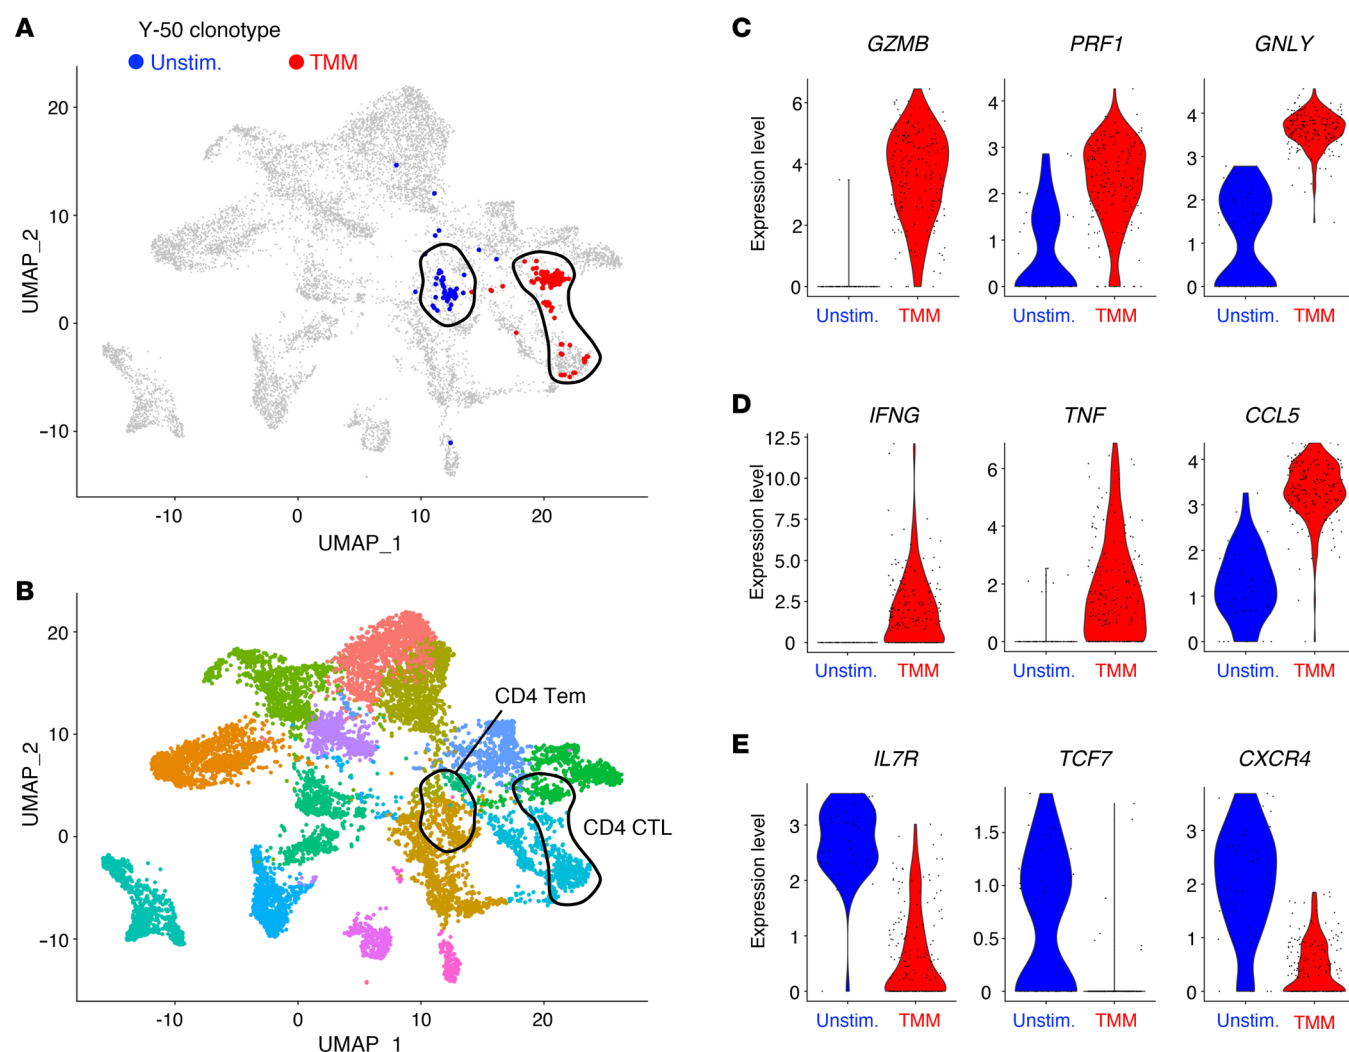 A
Y-50 clonotype
Unstim. TMM
20
10
0
−10
UMAP_2
-10 0 10 20
UMAP_1
B
20
10
0
−10
UMAP_2
CD4 Tem
CD4 CTL
-10 0 10 20
UMAP_1
C
GZMB PRF1 GNLY
Expression level
6
4
2
0
4
3
2
1
0
4
3
2
1
0
Unstim. TMM Unstim. TMM Unstim. TMM
D
IFNG TNF CCL5
Expression level
12.5
10.0
7.5
5.0
2.5
0
6
4
2
0
4
3
2
1
0
Unstim. TMM Unstim. TMM Unstim. TMM
E
IL7R TCF7 CXCR4
Expression level
3
2
1
0
1.5
1.0
0.5
0
3
2
1
0
Unstim. TMM Unstim. TMM Unstim. TMM